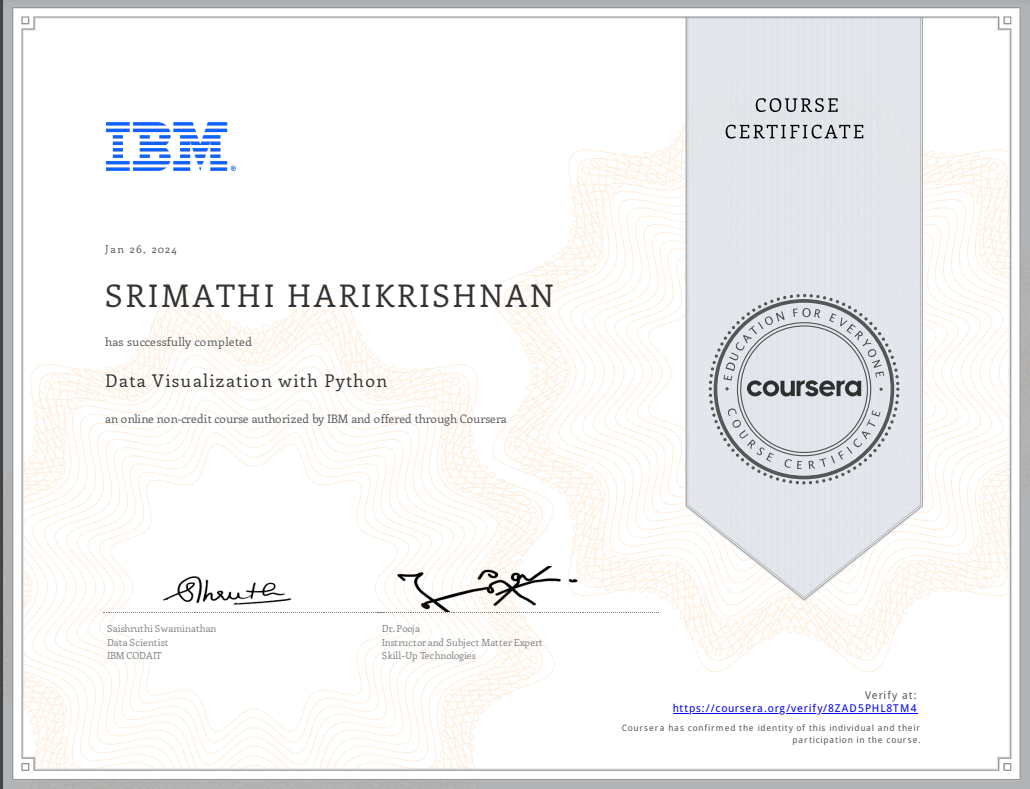 COURSE
CERTIFICATE
IBM®
Jan 26, 2024
SRIMATHI HARIKRISHNAN
has successfully completed
Data Visualization with Python
an online non-credit course authorized by IBM and offered through Coursera
EDUCATION FOR EVERYONE
coursera
COURSE CERTIFICATE
Saishruthi Swaminathan
Data Scientist
IBM CODAIT
Dr. Pooja
Instructor and Subject Matter Expert
Skill-Up Technologies
Verify at:
https://coursera.org/verify/8ZAD5PHL8TM4
Coursera has confirmed the identity of this individual and their
participation in the course.